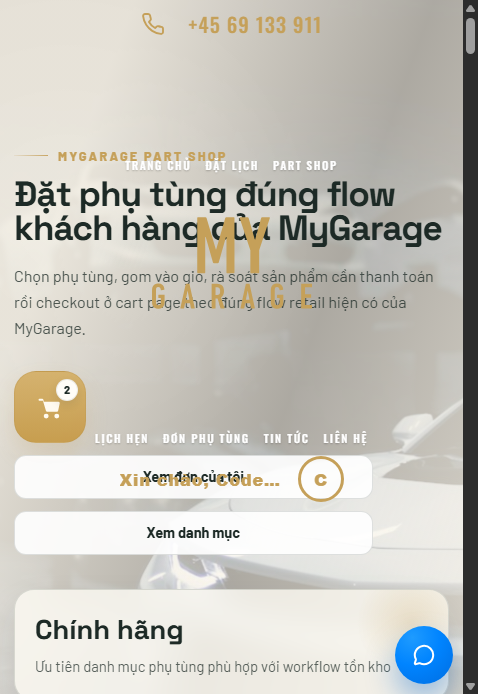 +45 69 133 911
MYGARAGE PART SHOP
TRANG CHỦ ĐẶT LỊCH PART SHOP
Đặt phụ tùng đúng flow
khách hàng của MyGarage
MY
GARAGE
Chọn phụ tùng, gom vào giỏ, rà soát sản phẩm cần thanh toán
rồi checkout ở cart page theo đúng flow retail hiện có của
MyGarage.
2
LỊCH HẸN ĐƠN PHỤ TÙNG TIN TỨC LIÊN HỆ
Xem đơn của tôi
Xin chào, Code... C
Xem danh mục
Chính hãng
Ưu tiên danh mục phụ tùng phù hợp với workflow tồn kho